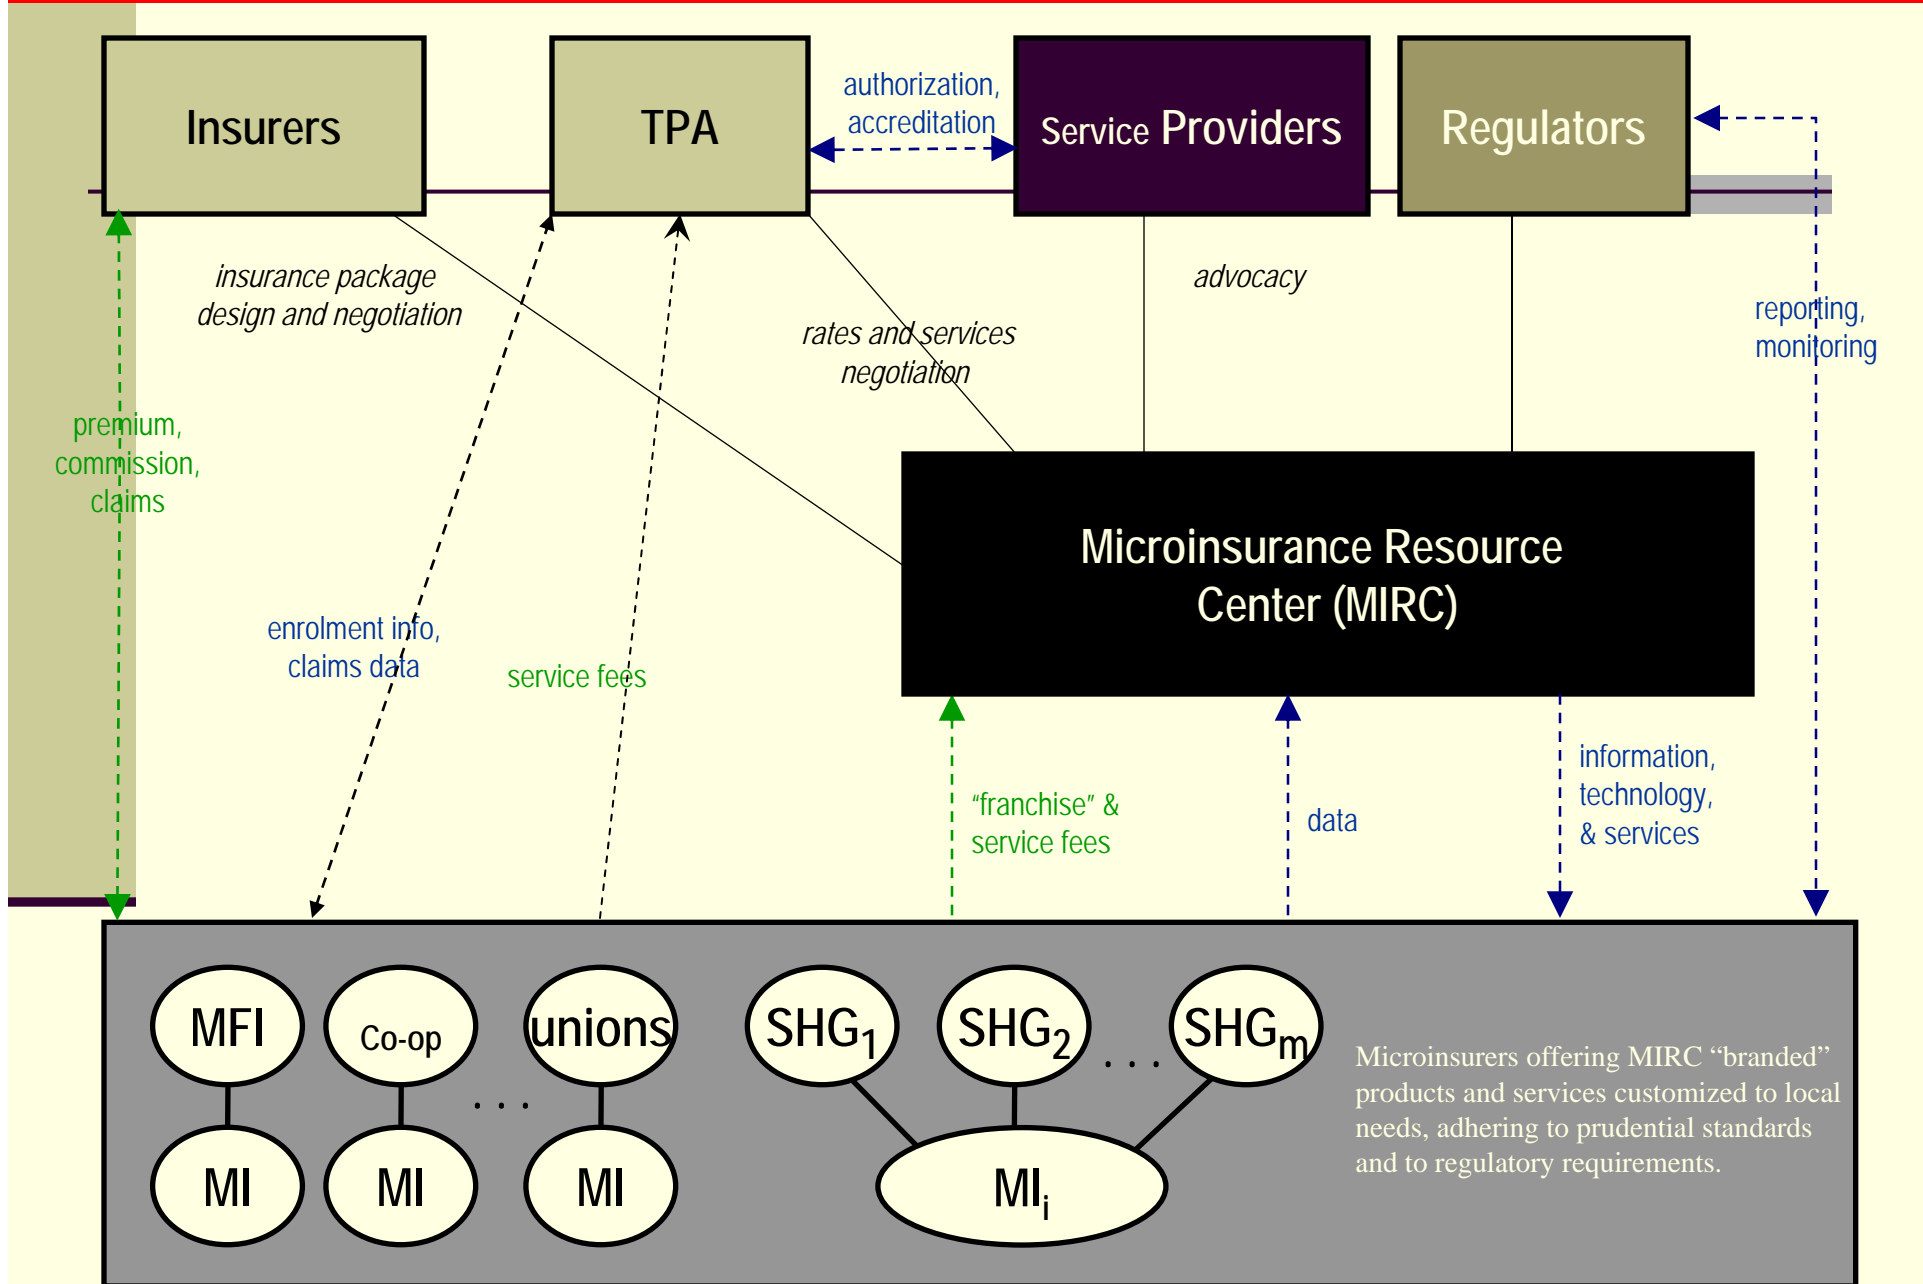 Insurers
TPA
authorization,
accreditation
Service Providers
Regulators
insurance package
design and negotiation
rates and services
negotiation
advocacy
reporting,
monitoring
premium,
commission,
claims
Microinsurance Resource
Center (MIRC)
enrolment info,
claims data
service fees
“franchise” &
service fees
data
information,
technology,
& services
MFI
Co-op
. . .
unions
SHG1
SHG2
. . .
SHGm
MI
MI
MI
MIi
Microinsurers offering MIRC “branded”
products and services customized to local
needs, adhering to prudential standards
and to regulatory requirements.